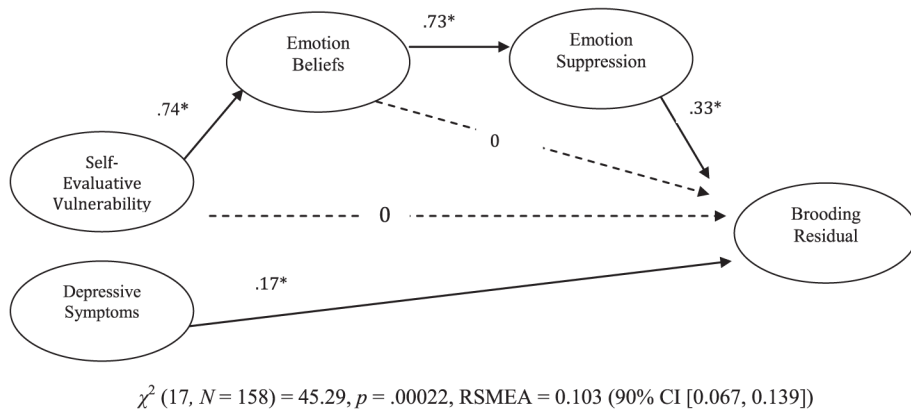 .73*
Emotion
Beliefs
Emotion
Suppression
.74*
.33*
0
Self-
Evaluative
Vulnerability
0
Brooding
Residual
Depressive
Symptoms
.17*
χ² (17, N = 158) = 45.29, p = .00022, RSMEA = 0.103 (90% CI [0.067, 0.139])